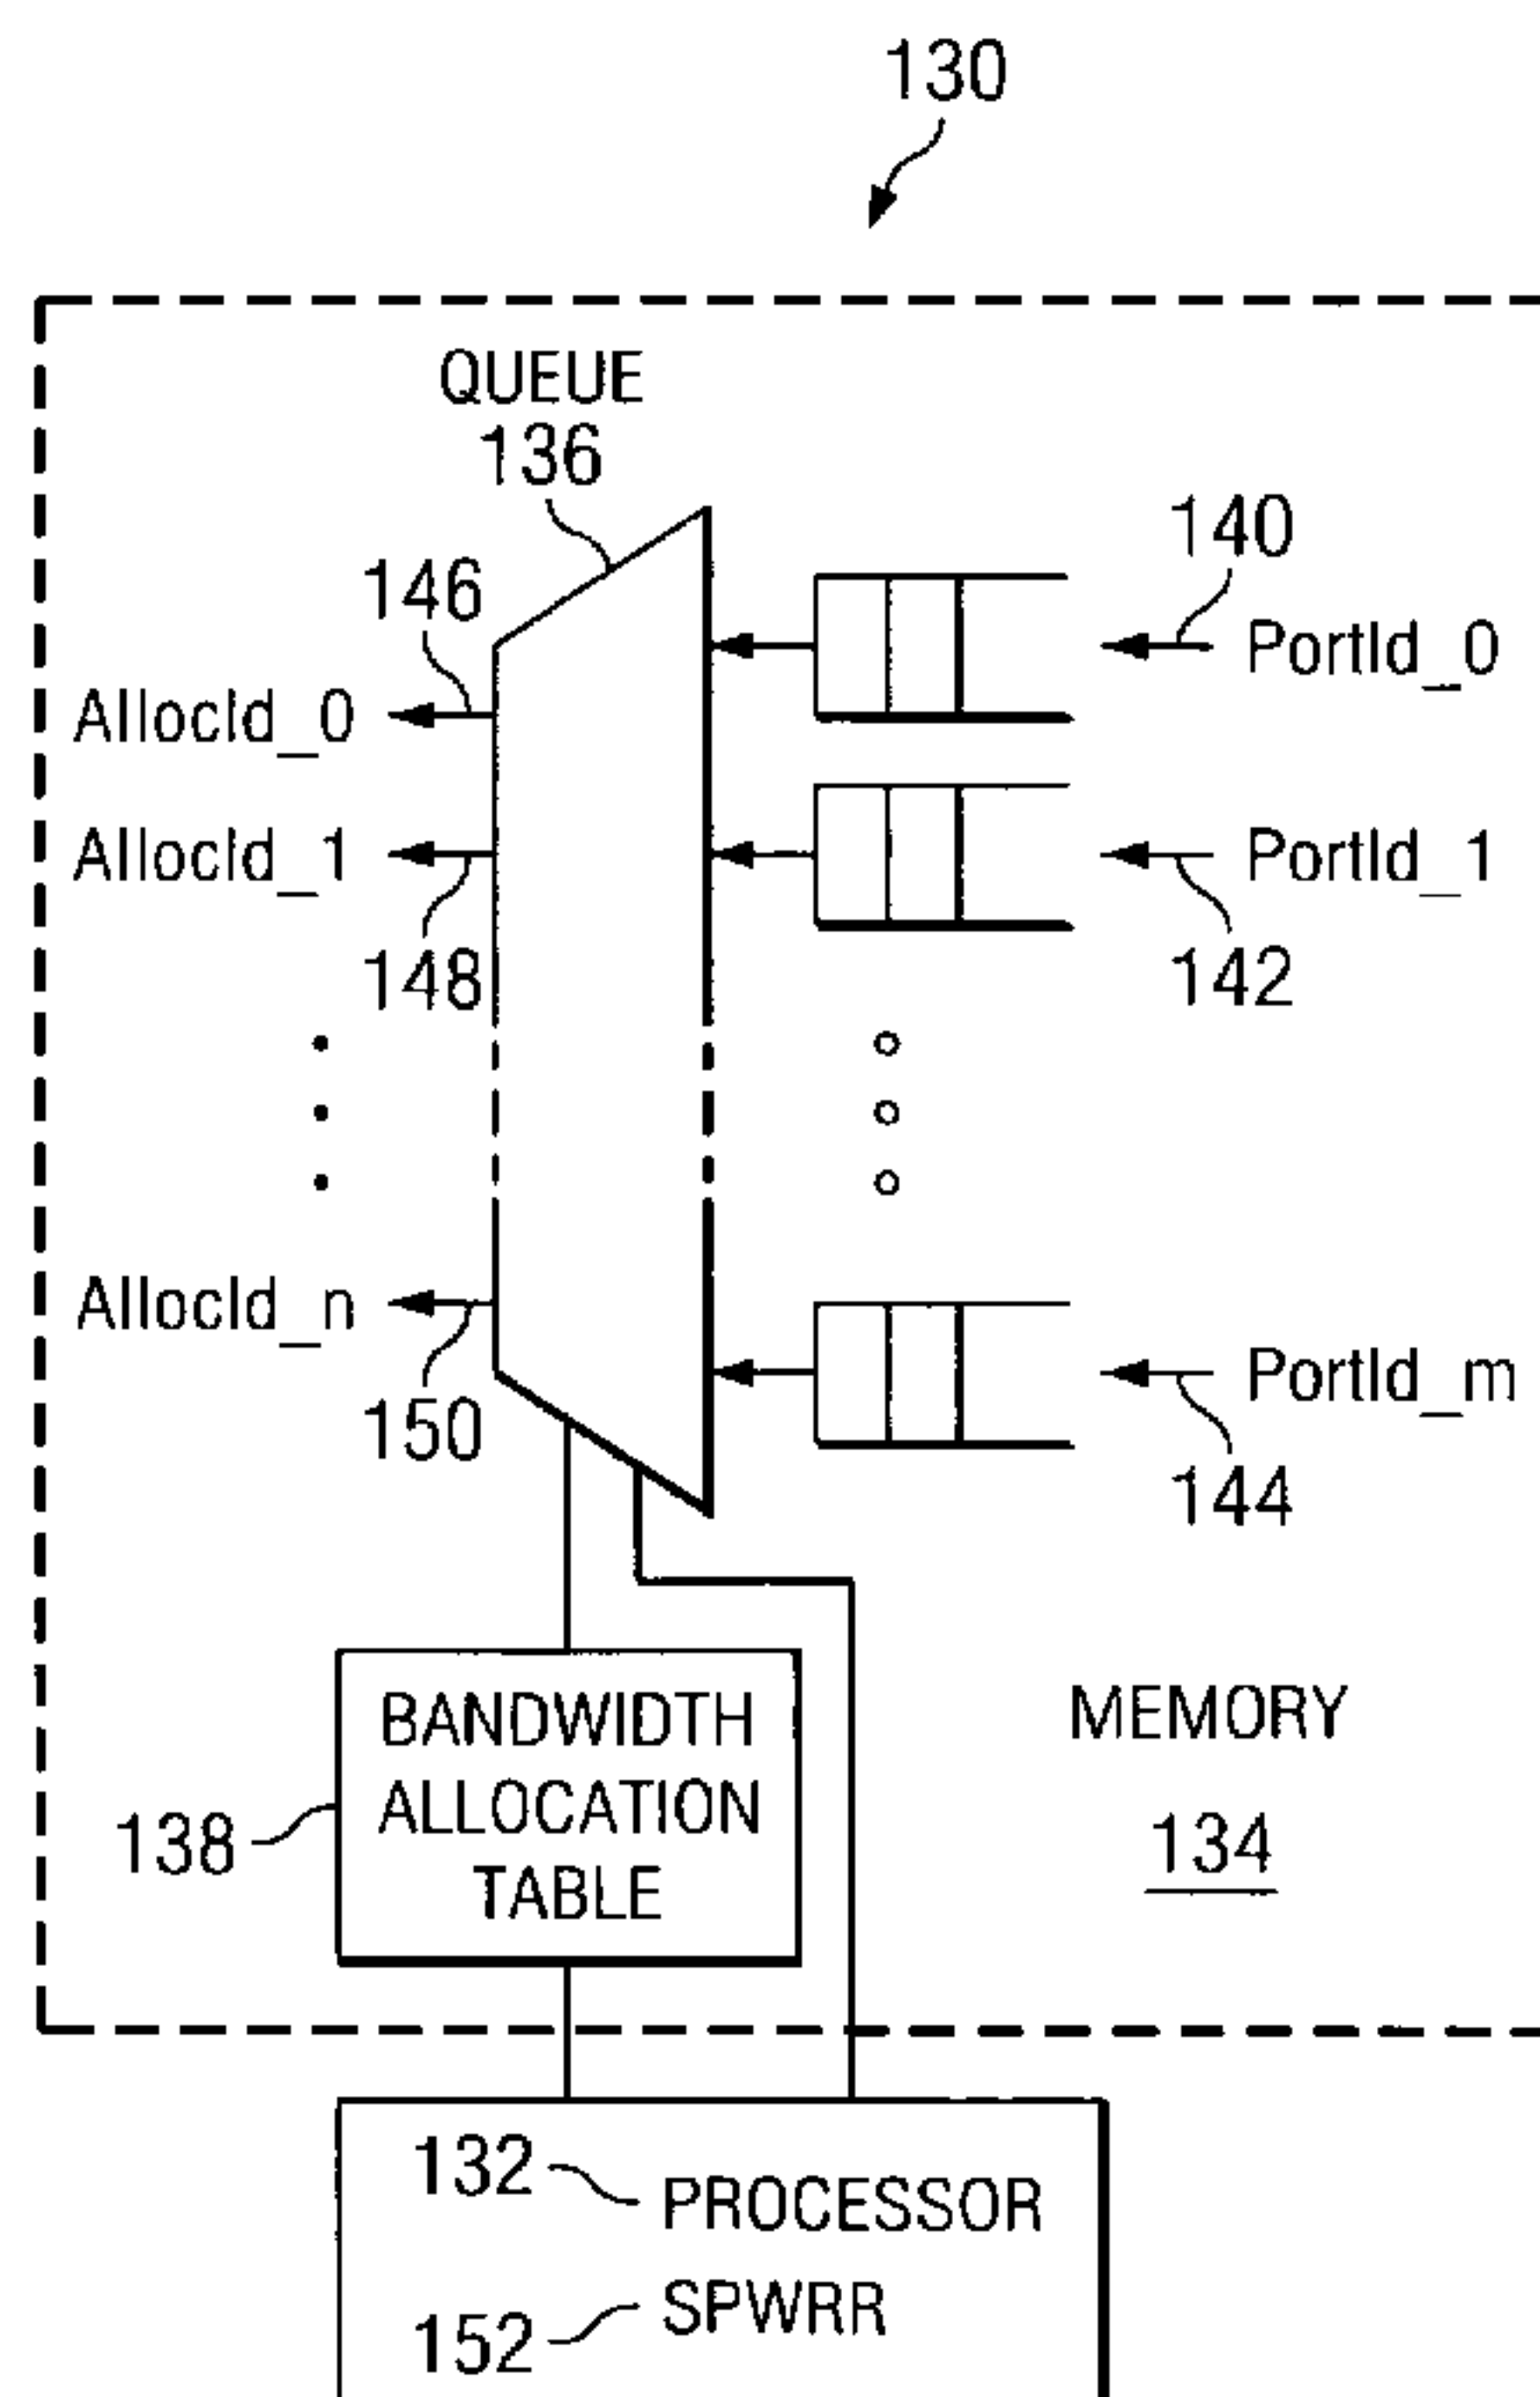 130
QUEUE
136
146
140
AllocId_0
PortId_0
AllocId_1
PortId_1
148
142
AllocId_n
PortId_m
150
144
BANDWIDTH
ALLOCATION
TABLE
138
MEMORY
134
132
PROCESSOR
SPWRR
152